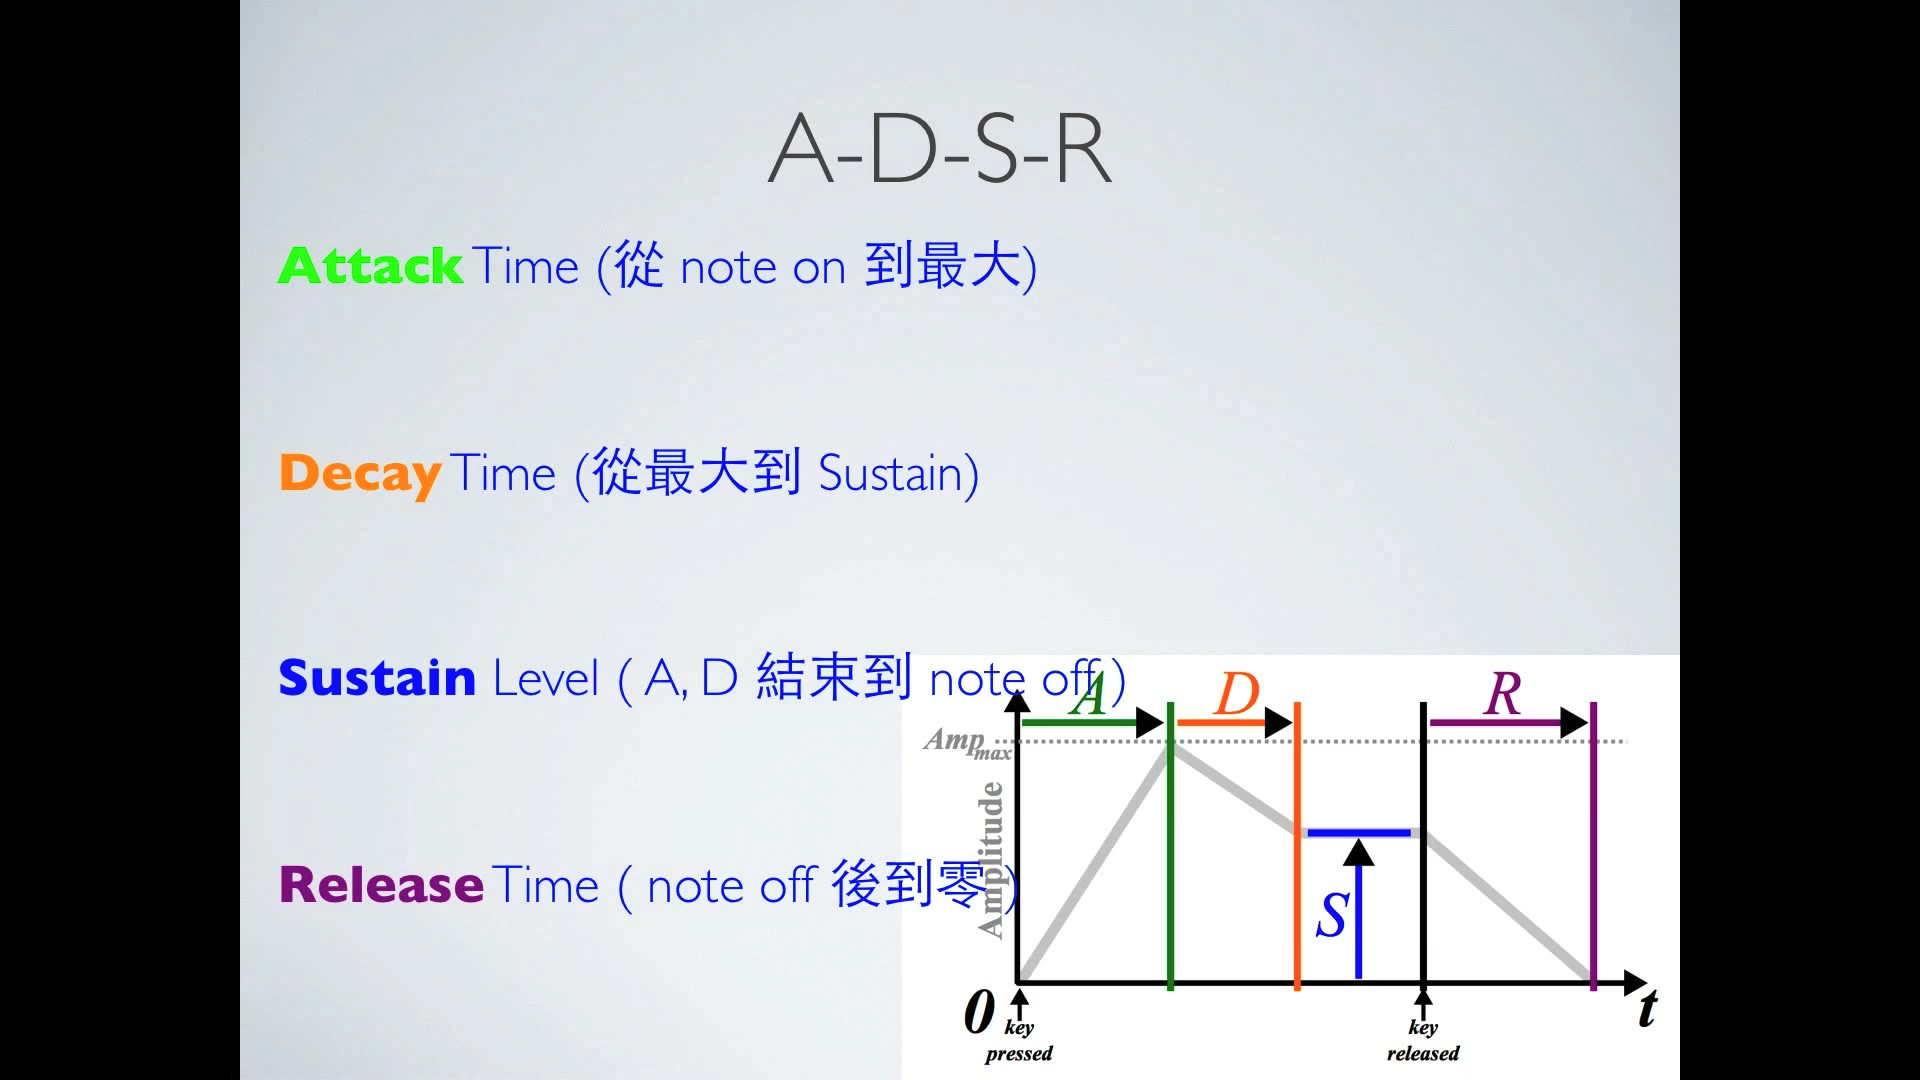 A-D-S-R
Attack Time (從 note on 到最大)
Decay Time (從最大到 Sustain)
Sustain Level ( A, D 結束到 note off )
Release Time ( note off 後到零 )
A D R
Amp max
Amplitude
S
0
t
key pressed
key released